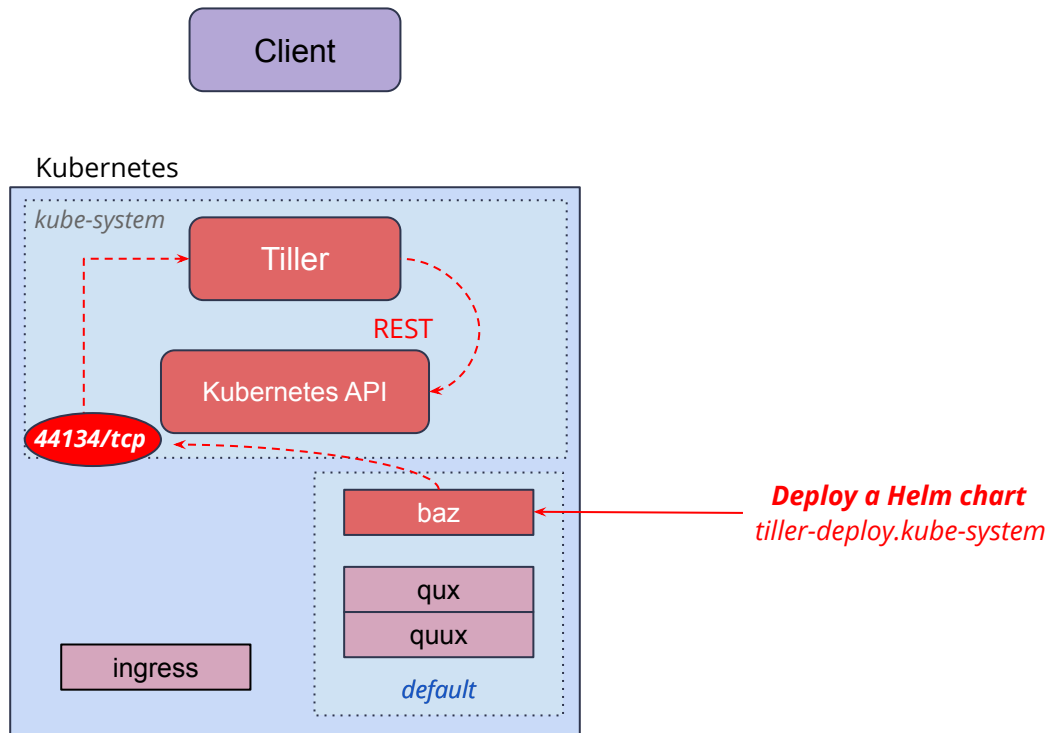 Client
Kubernetes
kube-system
Tiller
REST
Kubernetes API
44134/tcp
baz
Deploy a Helm chart
tiller-deploy.kube-system
qux
quux
ingress
default